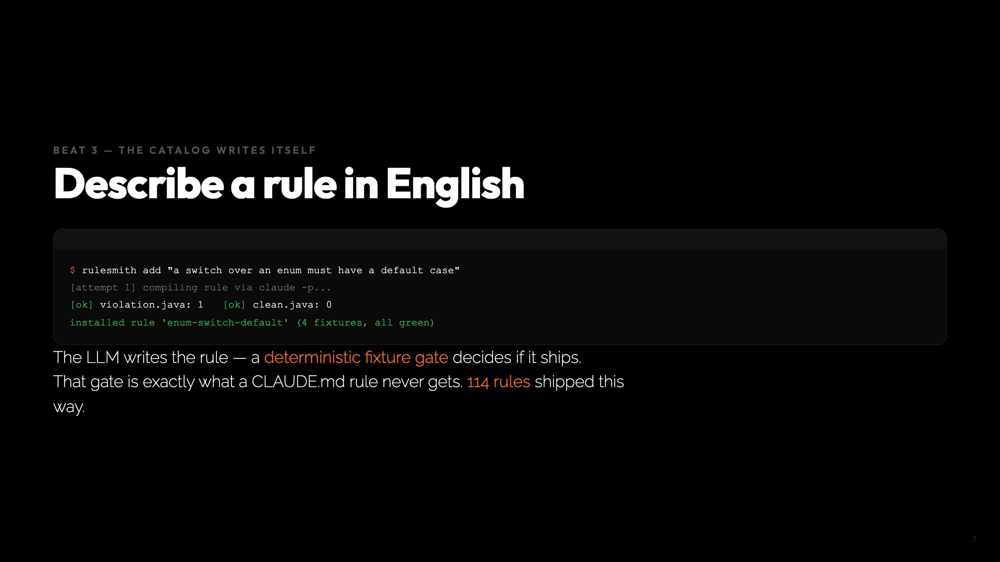 BEAT 3 — THE CATALOG WRITES ITSELF
Describe a rule in English
$ rulesmith add "a switch over an enum must have a default case"
[attempt 1] compiling rule via claude -p...
[ok] violation.java: 1   [ok] clean.java: 0
installed rule 'enum-switch-default' (4 fixtures, all green)
The LLM writes the rule — a deterministic fixture gate decides if it ships.
That gate is exactly what a CLAUDE.md rule never gets. 114 rules shipped this
way.
7